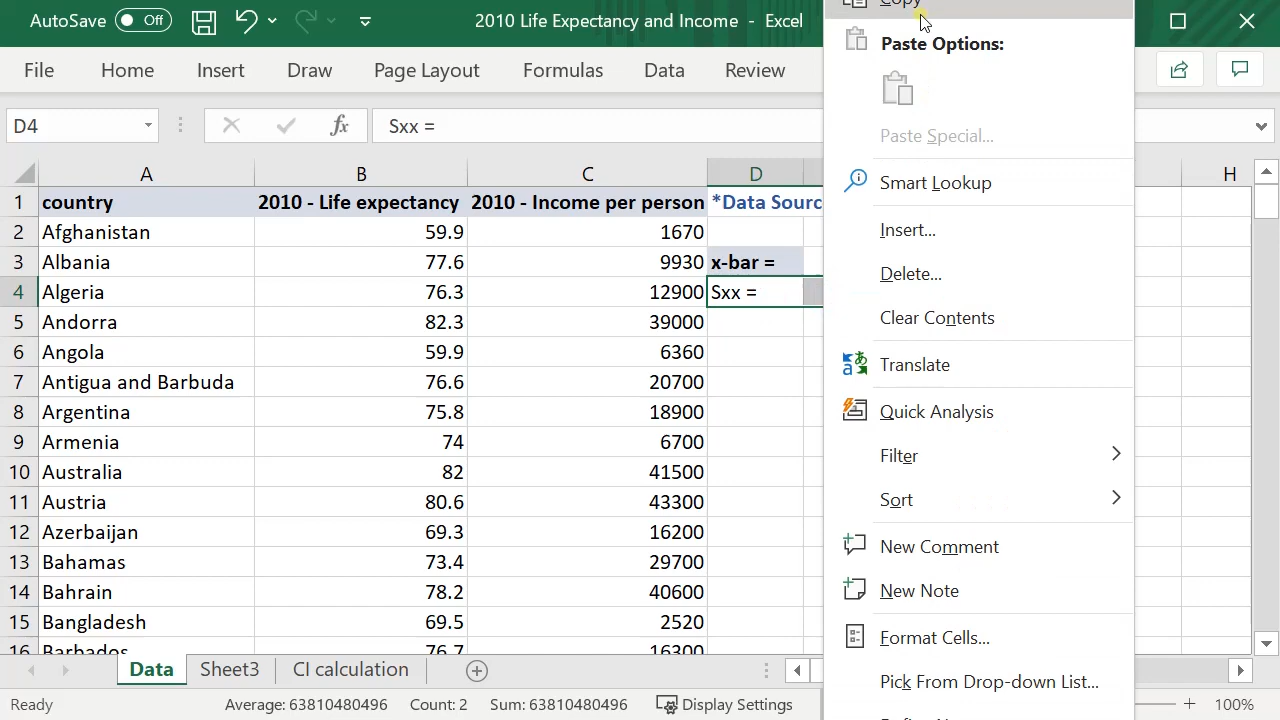 AutoSave Off 2010 Life Expectancy and Income - Excel
Copy
File Home Insert Draw Page Layout Formulas Data Review
Paste Options:
Paste Special...
Smart Lookup
Insert...
Delete...
Clear Contents
Translate
Quick Analysis
Filter
Sort
New Comment
New Note
Format Cells...
Pick From Drop-down List...
D4 fx Sxx =
A B C D H
1 country 2010 - Life expectancy 2010 - Income per person *Data Sourc
2 Afghanistan 59.9 1670
3 Albania 77.6 9930 x-bar =
4 Algeria 76.3 12900 Sxx =
5 Andorra 82.3 39000
6 Angola 59.9 6360
7 Antigua and Barbuda 76.6 20700
8 Argentina 75.8 18900
9 Armenia 74 6700
10 Australia 82 41500
11 Austria 80.6 43300
12 Azerbaijan 69.3 16200
13 Bahamas 73.4 29700
14 Bahrain 78.2 40600
15 Bangladesh 69.5 2520
16 Barbados 76.7 16300
Data Sheet3 CI calculation
Ready Average: 63810480496 Count: 2 Sum: 63810480496 Display Settings 100%